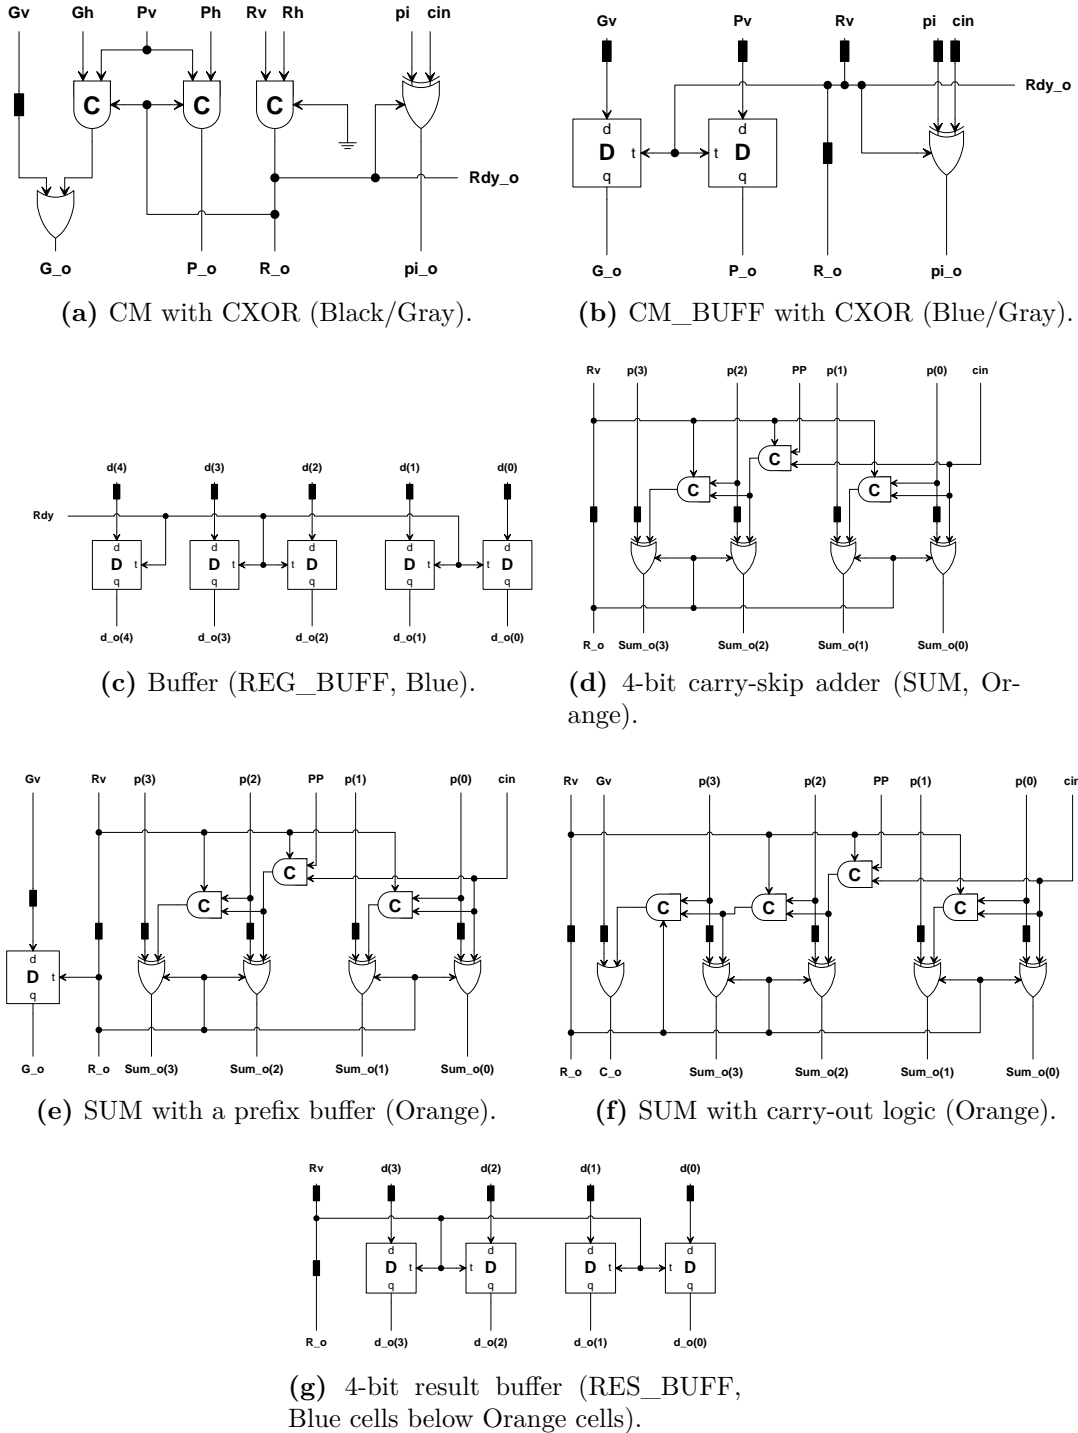 Gv Gh Pv Ph Rv Rh pi cin
C C C
Rdy_o
G_o P_o R_o pi_o
(a) CM with CXOR (Black/Gray).
Gv Pv Rv pi cin
Rdy_o
d d
D t t D
q q
G_o P_o R_o pi_o
(b) CM_BUFF with CXOR (Blue/Gray).
d(4) d(3) d(2) d(1) d(0)
Rdy
d d d d d
D t D t t D D t t D
q q q q q
d_o(4) d_o(3) d_o(2) d_o(1) d_o(0)
(c) Buffer (REG_BUFF, Blue).
Rv p(3) p(2) PP p(1) p(0) cin
C
C C
R_o Sum_o(3) Sum_o(2) Sum_o(1) Sum_o(0)
(d) 4-bit carry-skip adder (SUM, Or-
ange).
Gv Rv p(3) p(2) PP p(1) p(0) cin
C
C C
d
D t
q
G_o R_o Sum_o(3) Sum_o(2) Sum_o(1) Sum_o(0)
(e) SUM with a prefix buffer (Orange).
Rv Gv p(3) p(2) PP p(1) p(0) cin
C
C C C
R_o C_o Sum_o(3) Sum_o(2) Sum_o(1) Sum_o(0)
(f) SUM with carry-out logic (Orange).
Rv d(3) d(2) d(1) d(0)
d d d d
D t t D D t t D
q q q q
R_o d_o(3) d_o(2) d_o(1) d_o(0)
(g) 4-bit result buffer (RES_BUFF,
Blue cells below Orange cells).